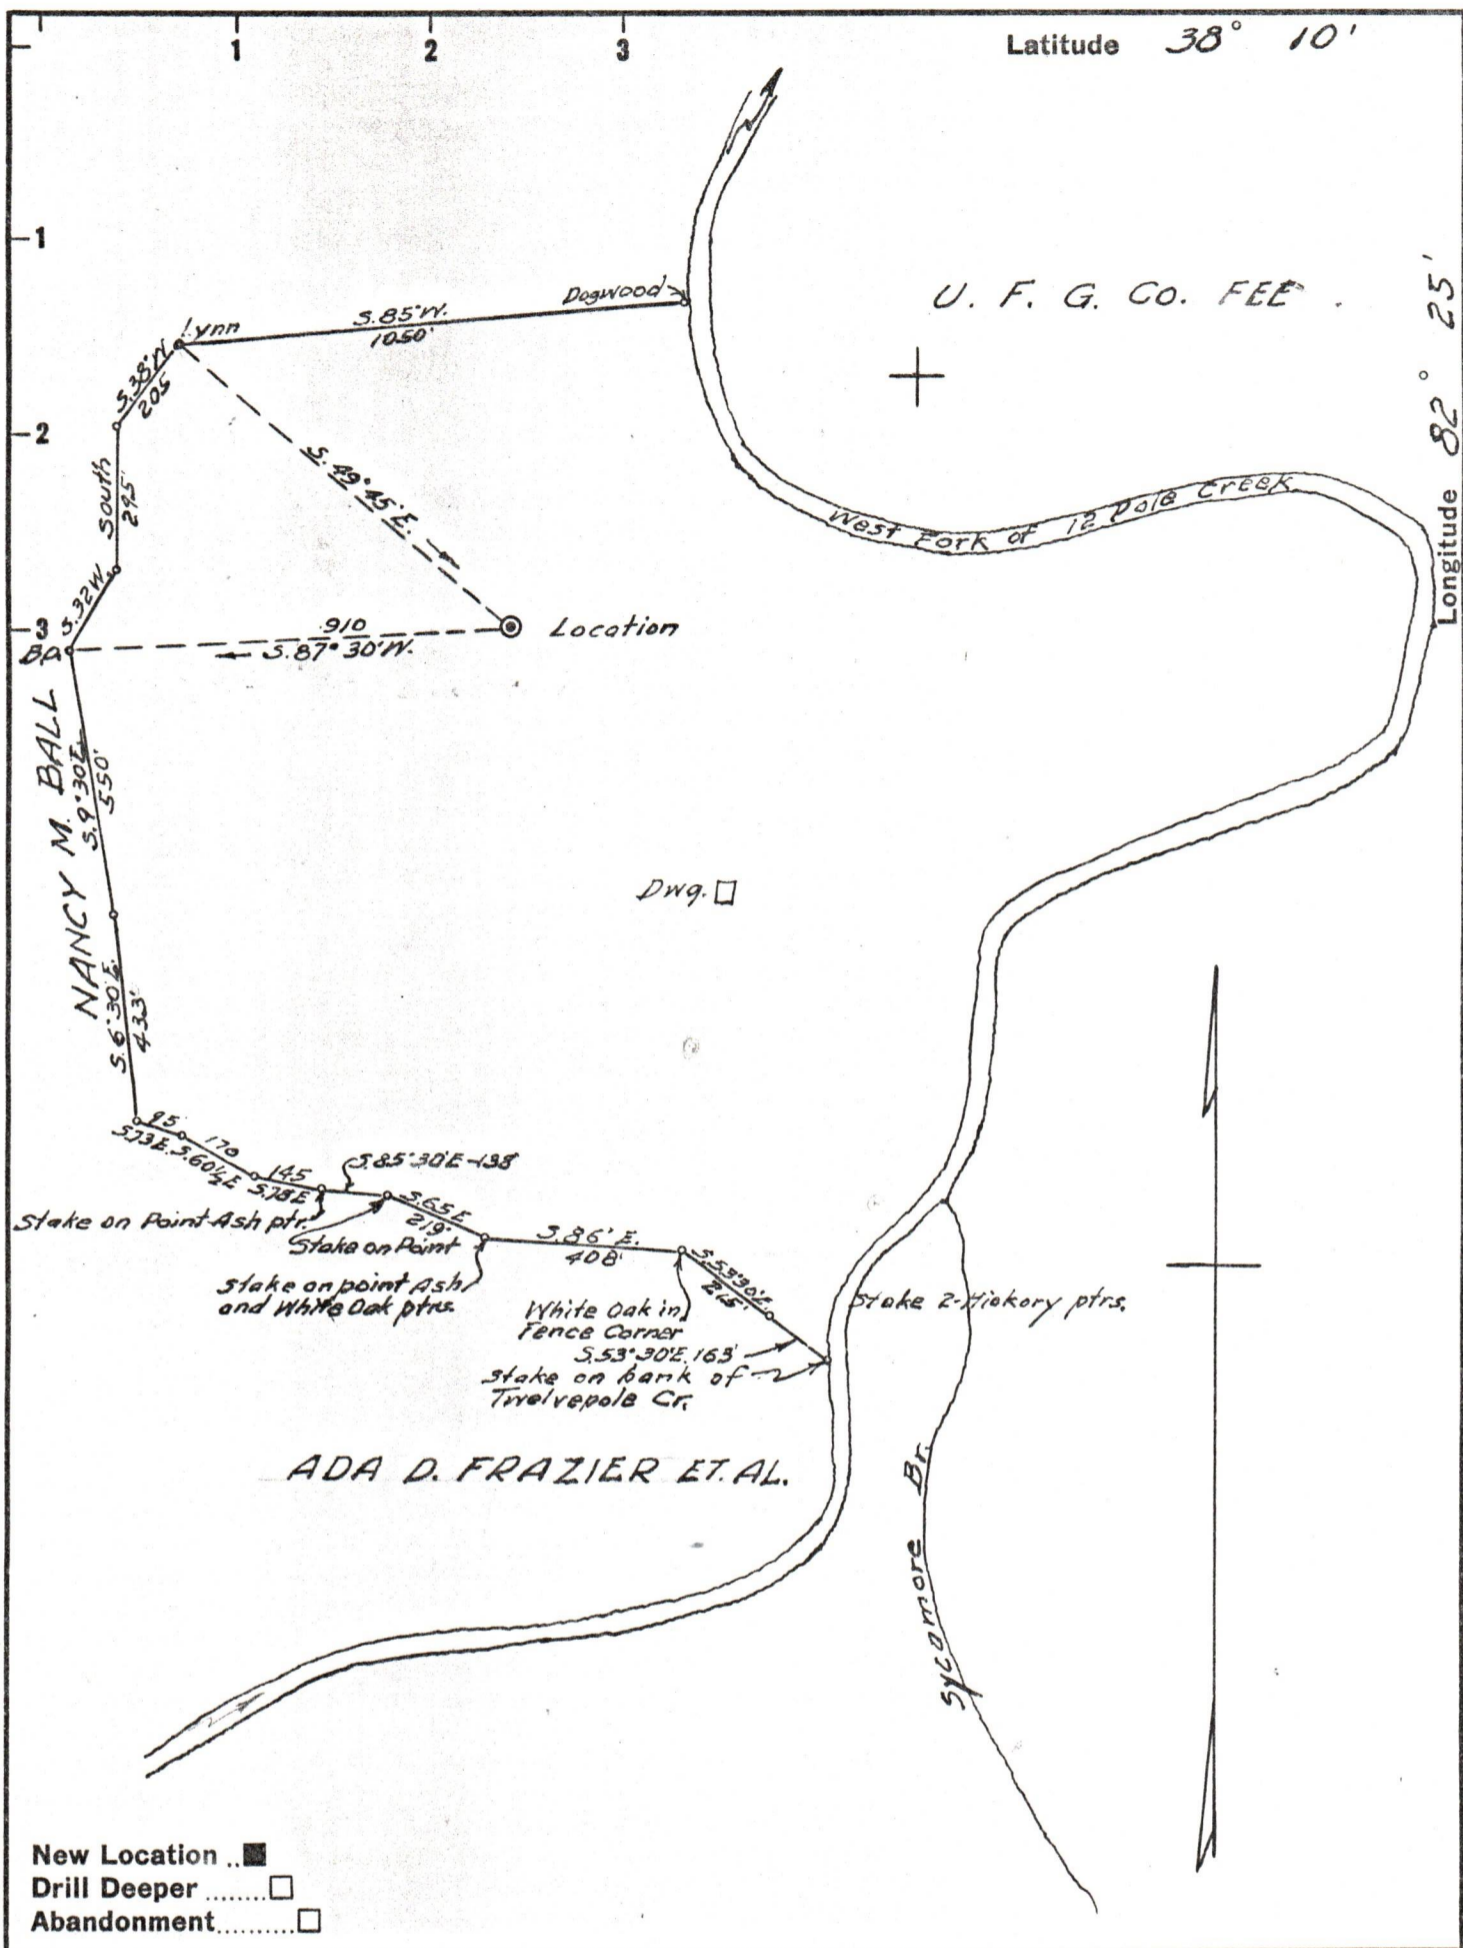 1 2 3
Latitude 38° 10'
1
2
3
Longitude 82° 25'
U. F. G. Co. FEE
Dogwood
Lynn
S.85°W.
1050'
S.38°W.
205
South
295'
S.32W.
BA
S.49°45'E.
910
S.87°30'W.
Location
West Fork of 12 Pole Creek
NANCY M. BALL
S.9°30'E.
550'
S.6°30'E.
433'
Dwg.
95
S.73E.
170
S.60½E
145
S.78E
S.85°30'E-138'
Stake on Point-Ash ptr.
Stake on Point
S.65E
219'
Stake on point Ash
and White Oak ptrs.
S.86°E.
408'
White Oak in
Fence Corner
S.53°30'E.
215'
Stake 2-Hickory ptrs.
S.53°30'E. 163'
Stake on bank of
Twelvepole Cr.
ADA D. FRAZIER ET. AL.
Sycamore Br.
New Location ..■
Drill Deeper ........□
Abandonment..........□